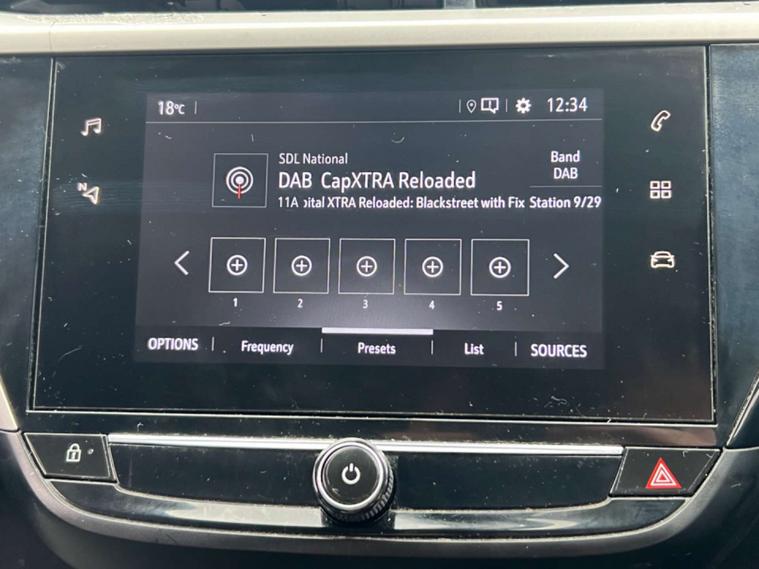 18°C 12:34
SDL National
Band
DAB CapXTRA Reloaded
DAB
11A ɔital XTRA Reloaded: Blackstreet with Fix Station 9/29
N
1 2 3 4 5
OPTIONS Frequency Presets List SOURCES